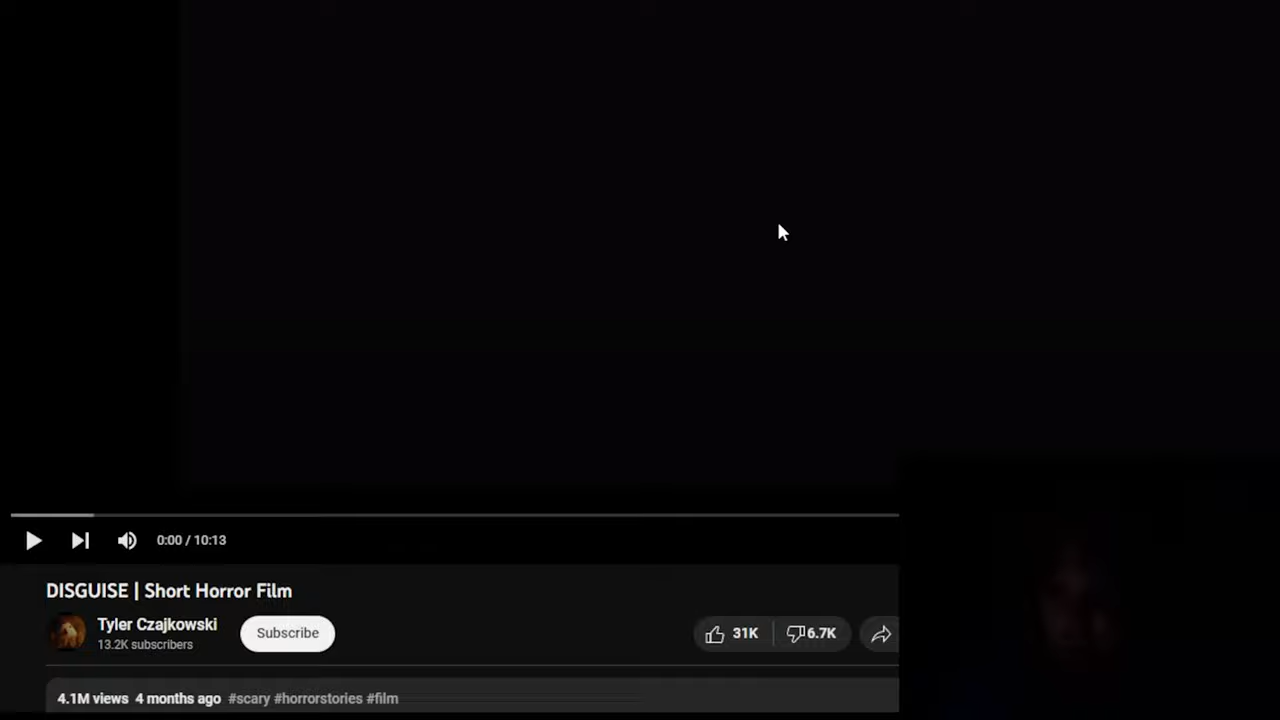 0:00 / 10:13
DISGUISE | Short Horror Film
Tyler Czajkowski
13.2K subscribers
Subscribe
31K
6.7K
4.1M views 4 months ago #scary #horrorstories #film